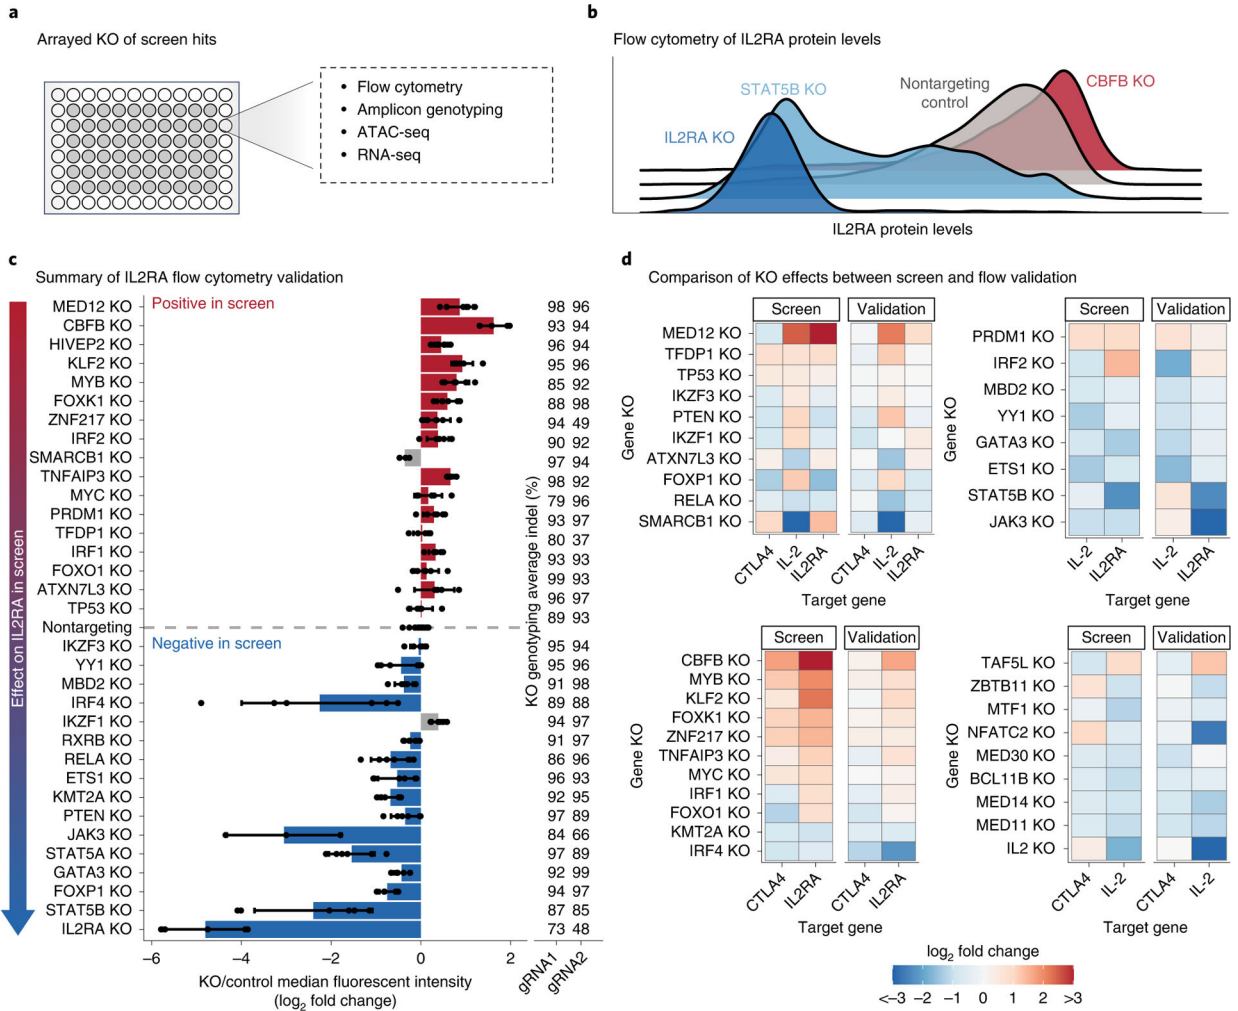 a
Arrayed KO of screen hits
• Flow cytometry
• Amplicon genotyping
• ATAC-seq
• RNA-seq
b
Flow cytometry of IL2RA protein levels
STAT5B KO
Nontargeting
control
CBFB KO
IL2RA KO
IL2RA protein levels
c
Summary of IL2RA flow cytometry validation
Effect on IL2RA in screen
Positive in screen
MED12 KO 98 96
CBFB KO 93 94
HIVEP2 KO 96 94
KLF2 KO 95 96
MYB KO 85 92
FOXK1 KO 88 98
ZNF217 KO 94 49
IRF2 KO 90 92
SMARCB1 KO 97 94
TNFAIP3 KO 98 92
MYC KO 79 96
PRDM1 KO 93 97
TFDP1 KO 80 37
IRF1 KO 93 93
FOXO1 KO 99 93
ATXN7L3 KO 96 97
TP53 KO 89 93
Nontargeting
Negative in screen
IKZF3 KO 95 94
YY1 KO 95 96
MBD2 KO 91 98
IRF4 KO 89 88
IKZF1 KO 94 97
RXRB KO 91 97
RELA KO 86 96
ETS1 KO 96 93
KMT2A KO 92 95
PTEN KO 97 89
JAK3 KO 84 66
STAT5A KO 97 89
GATA3 KO 92 99
FOXP1 KO 94 97
STAT5B KO 87 85
IL2RA KO 73 48
−6 −4 −2 0 2
KO/control median fluorescent intensity
(log2 fold change)
KO genotyping average indel (%)
gRNA1
gRNA2
d
Comparison of KO effects between screen and flow validation
Screen Validation
Gene KO
MED12 KO
TFDP1 KO
TP53 KO
IKZF3 KO
PTEN KO
IKZF1 KO
ATXN7L3 KO
FOXP1 KO
RELA KO
SMARCB1 KO
CTLA4 IL-2 IL2RA CTLA4 IL-2 IL2RA
Target gene
Screen Validation
Gene KO
PRDM1 KO
IRF2 KO
MBD2 KO
YY1 KO
GATA3 KO
ETS1 KO
STAT5B KO
JAK3 KO
IL-2 IL2RA IL-2 IL2RA
Target gene
Screen Validation
Gene KO
CBFB KO
MYB KO
KLF2 KO
FOXK1 KO
ZNF217 KO
TNFAIP3 KO
MYC KO
IRF1 KO
FOXO1 KO
KMT2A KO
IRF4 KO
CTLA4 IL2RA CTLA4 IL2RA
Target gene
Screen Validation
Gene KO
TAF5L KO
ZBTB11 KO
MTF1 KO
NFATC2 KO
MED30 KO
BCL11B KO
MED14 KO
MED11 KO
IL2 KO
CTLA4 IL-2 CTLA4 IL-2
Target gene
log2 fold change
<−3 −2 −1 0 1 2 >3